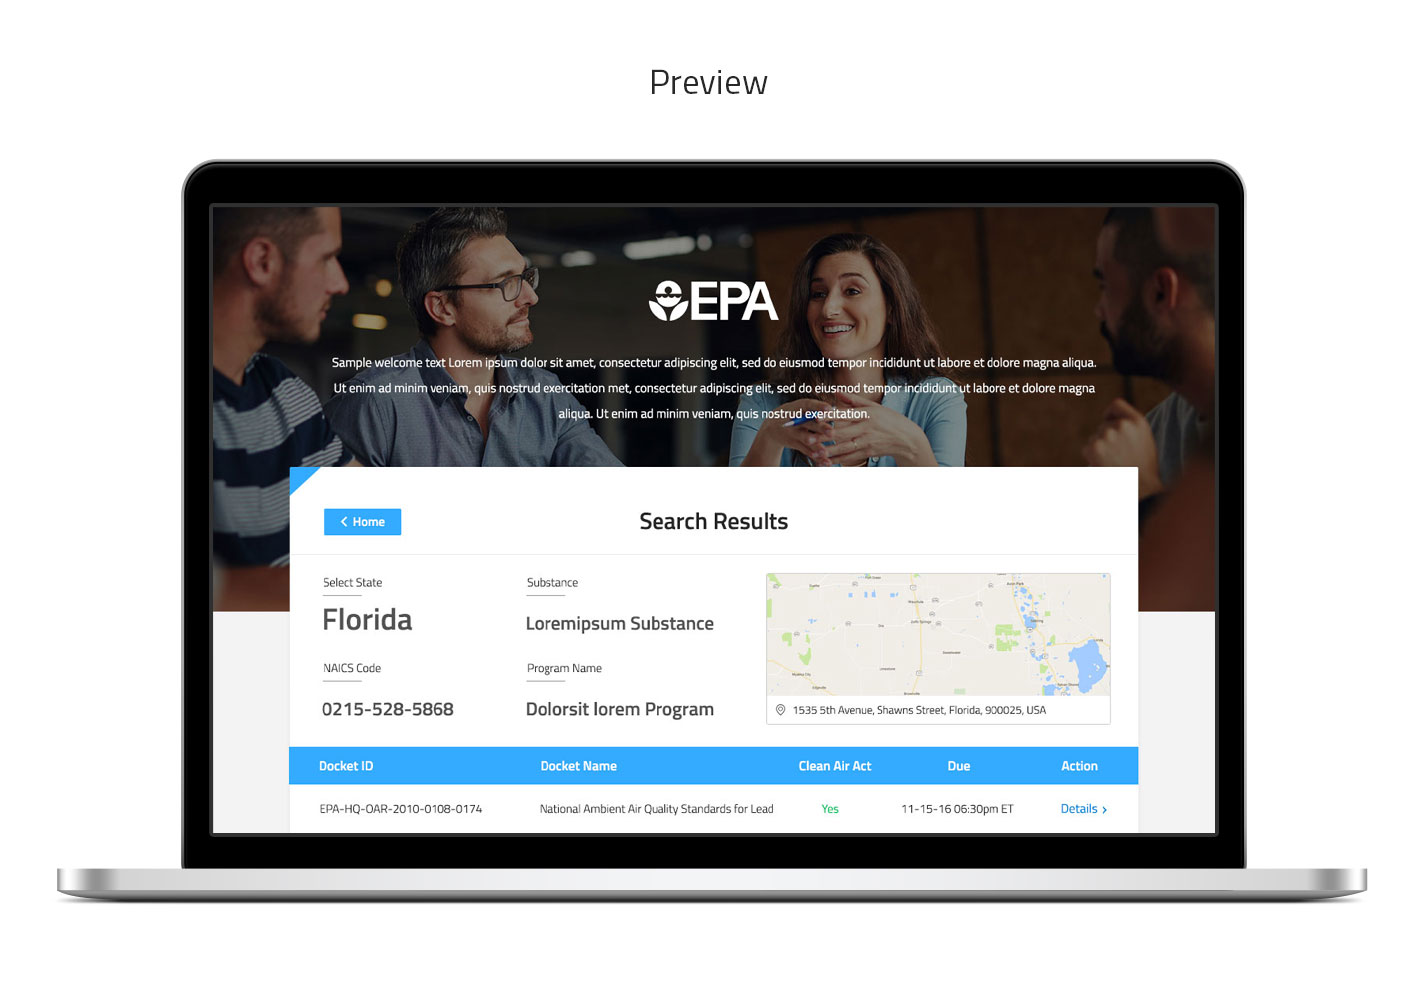 Preview
EPA
Sample welcome text Lorem ipsum dolor sit amet, consectetur adipiscing elit, sed do eiusmod tempor incididunt ut labore et dolore magna aliqua.
Ut enim ad minim veniam, quis nostrud exercitation met, consectetur adipiscing elit, sed do eiusmod tempor incididunt ut labore et dolore magna
aliqua. Ut enim ad minim veniam, quis nostrud exercitation.
Home
Search Results
Select State
Substance
Florida
Loremipsum Substance
NAICS Code
Program Name
0215-528-5868
Dolorsit lorem Program
1535 5th Avenue, Shawns Street, Florida, 900025, USA
Docket ID Docket Name Clean Air Act Due Action
EPA-HQ-OAR-2010-0108-0174 National Ambient Air Quality Standards for Lead Yes 11-15-16 06:30pm ET Details